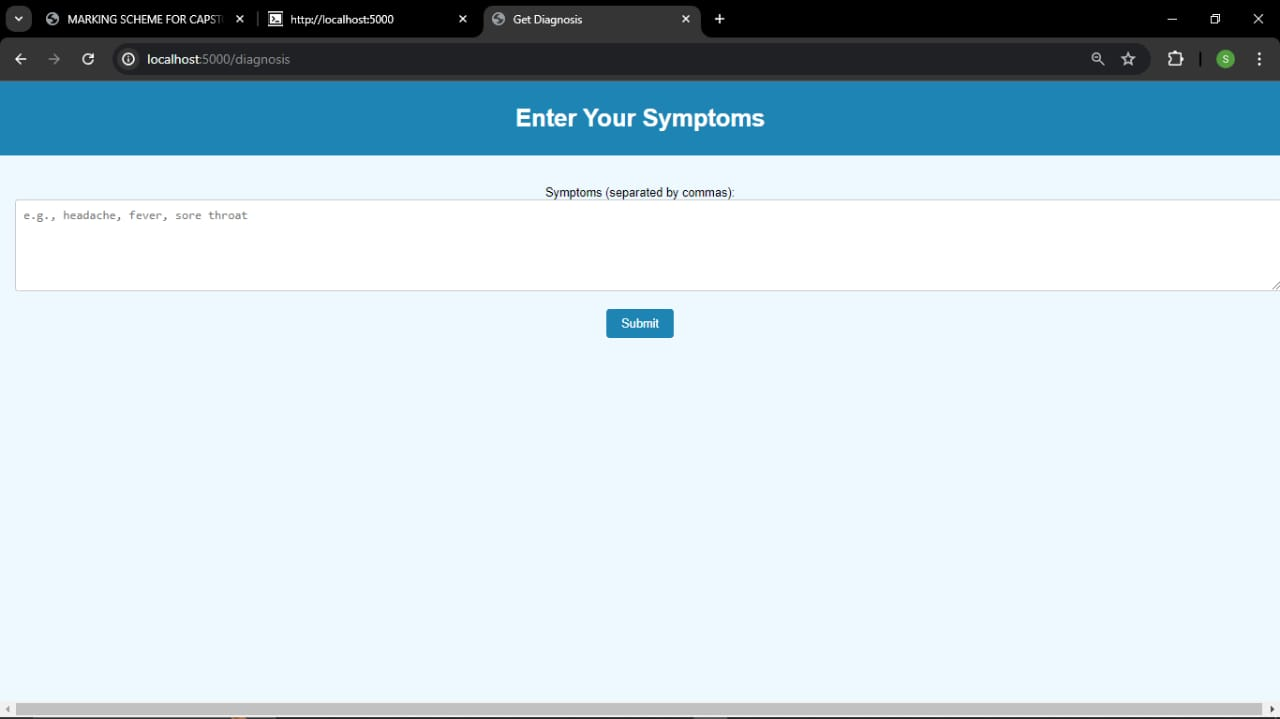 MARKING SCHEME FOR CAPST
http://localhost:5000
Get Diagnosis
localhost:5000/diagnosis
S
Enter Your Symptoms
Symptoms (separated by commas):
e.g., headache, fever, sore throat
Submit